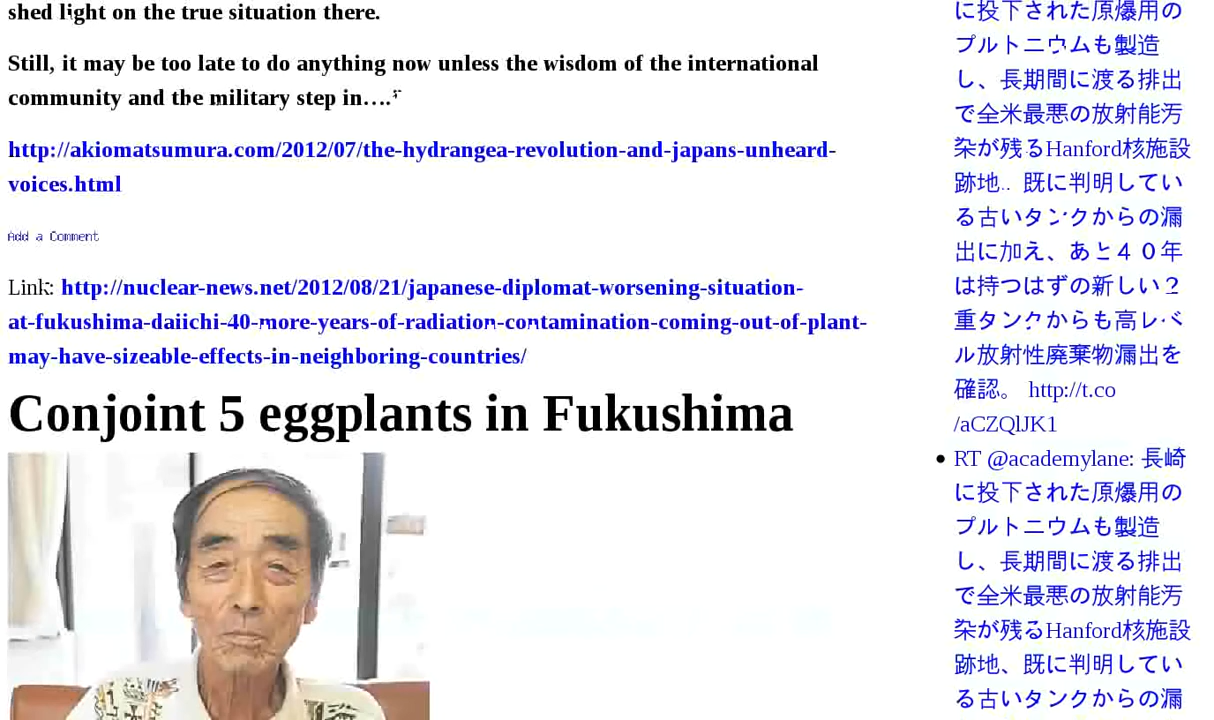 shed light on the true situation there.
Still, it may be too late to do anything now unless the wisdom of the international
community and the military step in….”
http://akiomatsumura.com/2012/07/the-hydrangea-revolution-and-japans-unheard-
voices.html
Add a Comment
Link: http://nuclear-news.net/2012/08/21/japanese-diplomat-worsening-situation-
at-fukushima-daiichi-40-more-years-of-radiation-contamination-coming-out-of-plant-
may-have-sizeable-effects-in-neighboring-countries/
Conjoint 5 eggplants in Fukushima
に投下された原爆用の
プルトニウムも製造
し、長期間に渡る排出
で全米最悪の放射能汚
染が残るHanford核施設
跡地.. 既に判明してい
る古いタンクからの漏
出に加え、あと４０年
は持つはずの新しい２
重タンクからも高レベ
ル放射性廃棄物漏出を
確認。 http://t.co
/aCZQlJK1
RT @academylane: 長崎
に投下された原爆用の
プルトニウムも製造
し、長期間に渡る排出
で全米最悪の放射能汚
染が残るHanford核施設
跡地、既に判明してい
る古いタンクからの漏